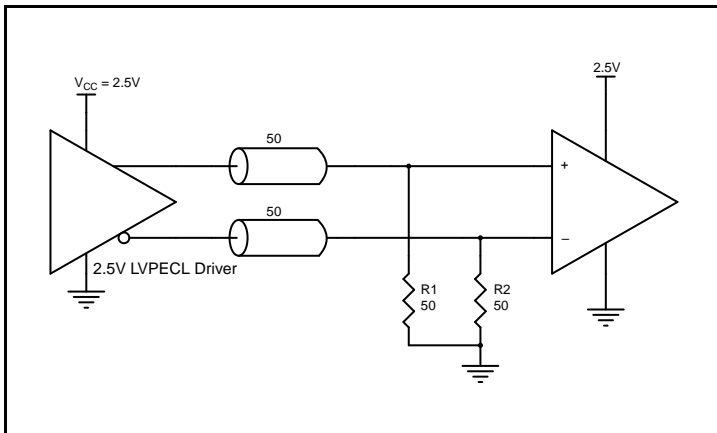 V_CC = 2.5V
2.5V
50
+
50
−
2.5V LVPECL Driver
R1
50
R2
50